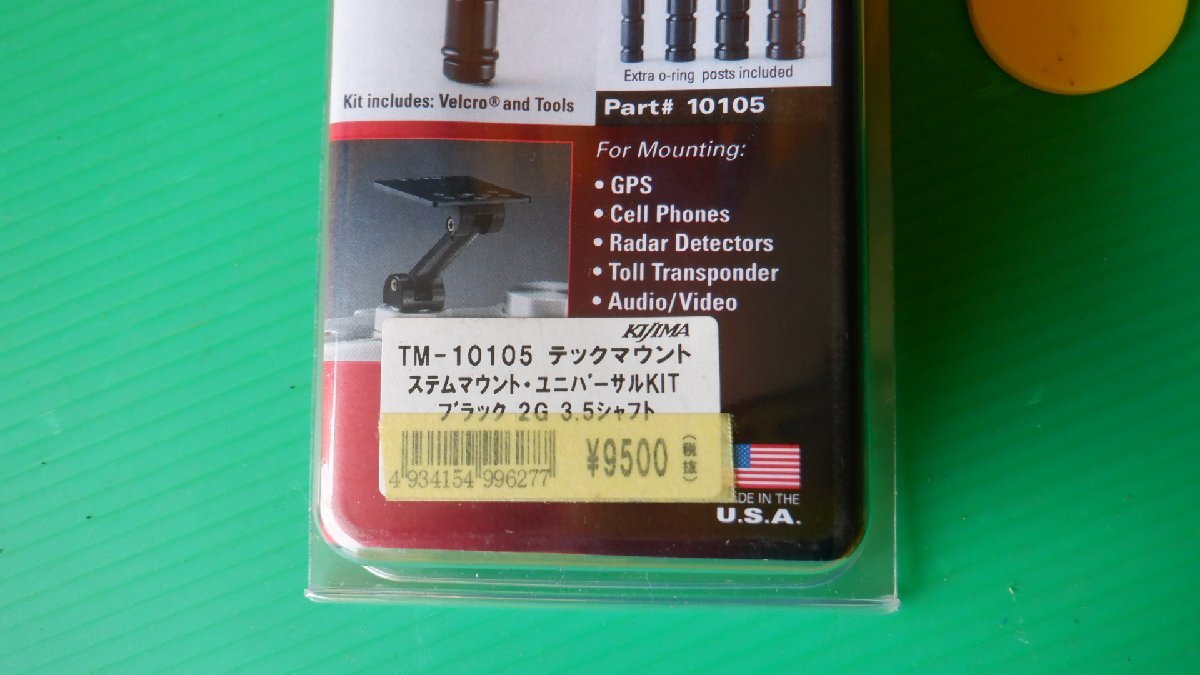 Extra o-ring posts included
Kit includes: Velcro® and Tools
Part# 10105
For Mounting:
• GPS
• Cell Phones
• Radar Detectors
• Toll Transponder
• Audio/Video
KIJIMA
TM-10105 テックマウント
ステムマウント・ユニバーサルKIT
ブラック 2G 3.5シャフト
¥9500 (税抜)
4 934154 996277
MADE IN THE
U.S.A.